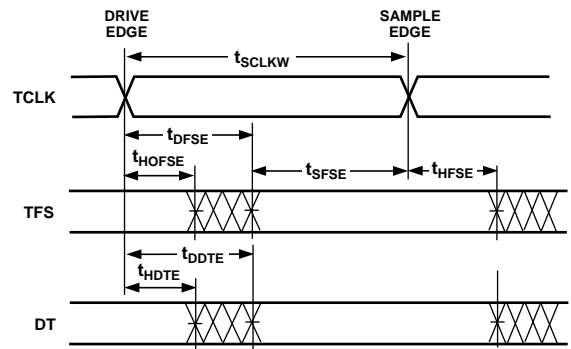 DRIVE EDGE
SAMPLE EDGE
tSCLKW
TCLK
tDFSE
tHOFSE
tSFSE
tHFSE
TFS
tDDTE
tHDTE
DT